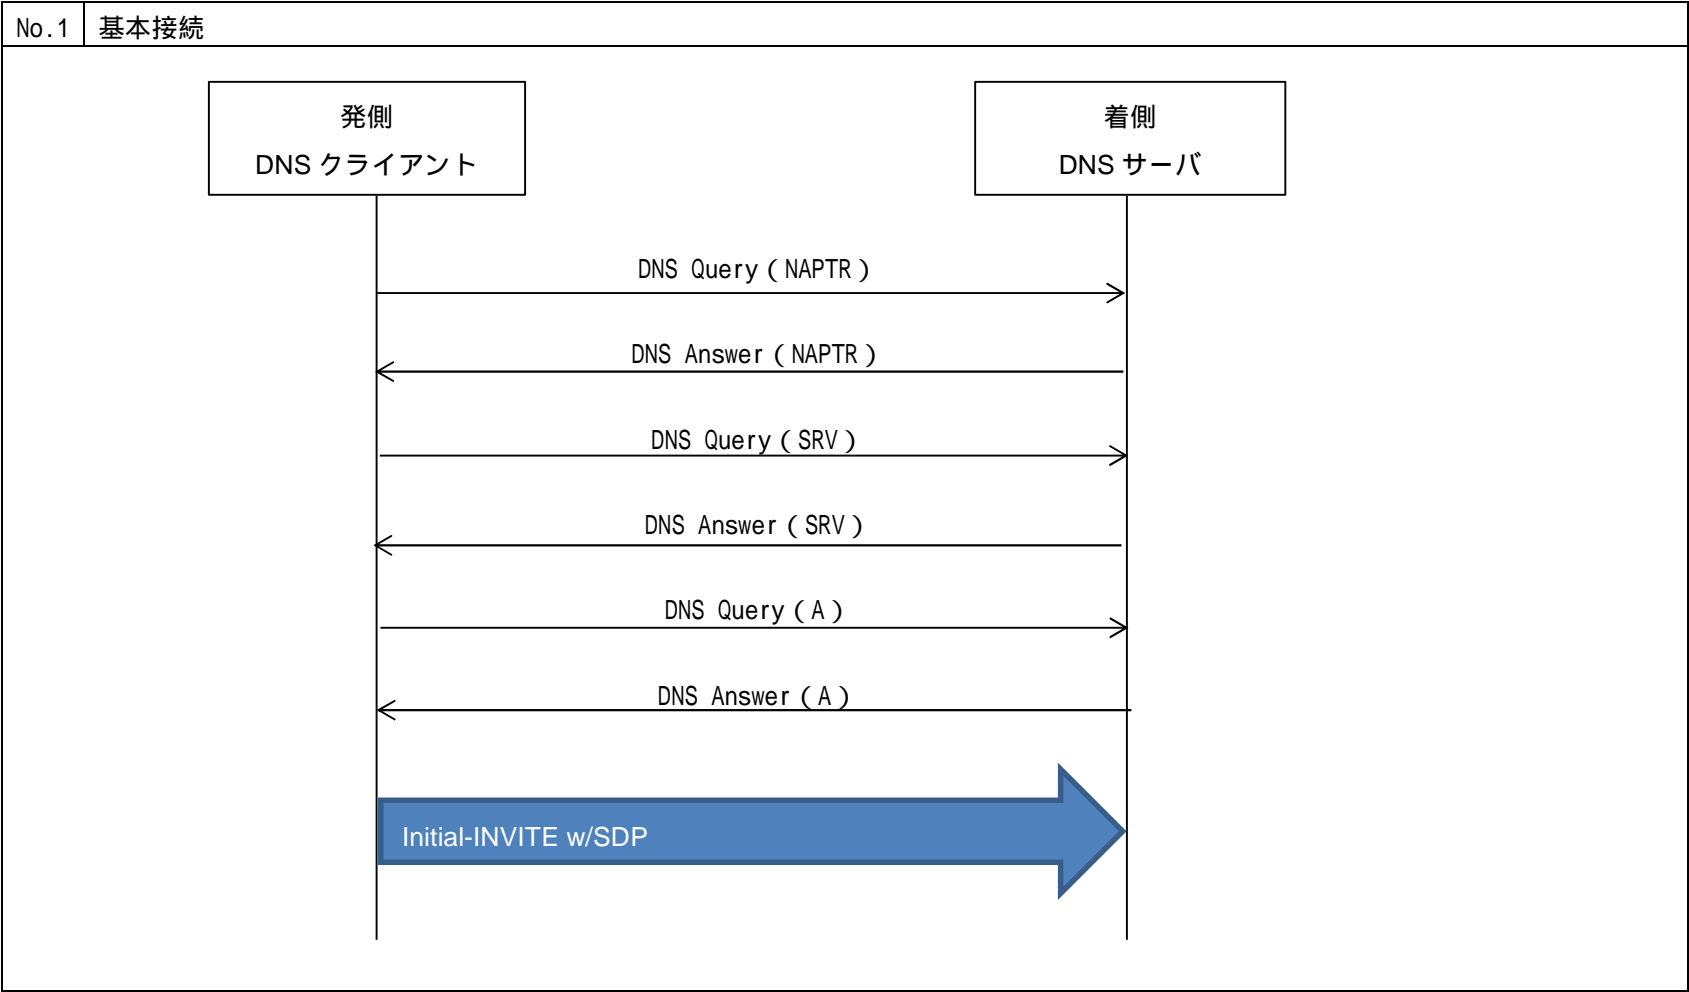 No.1 基本接続
発側
DNS クライアント
着側
DNS サーバ
DNS Query（NAPTR）
DNS Answer（NAPTR）
DNS Query（SRV）
DNS Answer（SRV）
DNS Query（A）
DNS Answer（A）
Initial-INVITE w/SDP